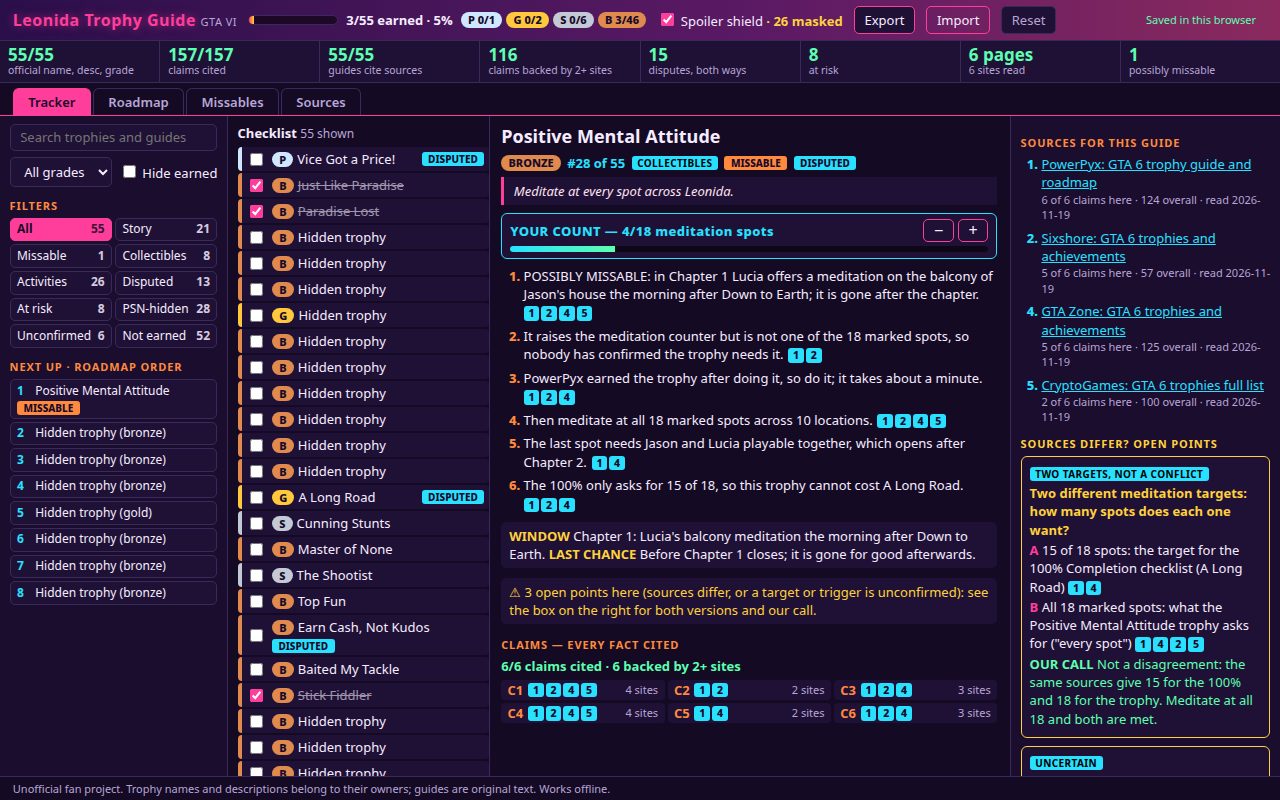 Leonida Trophy Guide GTA VI 3/55 earned · 5% P 0/1 G 0/2 S 0/6 B 3/46 Spoiler shield · 26 masked Export Import Reset Saved in this browser
55/55
official name, desc, grade
157/157
claims cited
55/55
guides cite sources
116
claims backed by 2+ sites
15
disputes, both ways
8
at risk
6 pages
6 sites read
1
possibly missable
Tracker Roadmap Missables Sources
Search trophies and guides
All grades Hide earned
FILTERS
All 55 Story 21
Missable 1 Collectibles 8
Activities 26 Disputed 13
At risk 8 PSN-hidden 28
Unconfirmed 6 Not earned 52
NEXT UP · ROADMAP ORDER
1 Positive Mental Attitude
MISSABLE
2 Hidden trophy (bronze)
3 Hidden trophy (bronze)
4 Hidden trophy (bronze)
5 Hidden trophy (gold)
6 Hidden trophy (bronze)
7 Hidden trophy (bronze)
8 Hidden trophy (bronze)
Checklist 55 shown
P Vice Got a Price! DISPUTED
B Just Like Paradise
B Paradise Lost
B Hidden trophy
B Hidden trophy
B Hidden trophy
G Hidden trophy
B Hidden trophy
B Hidden trophy
B Hidden trophy
B Hidden trophy
B Hidden trophy
B Hidden trophy
G A Long Road DISPUTED
S Cunning Stunts
B Master of None
S The Shootist
B Top Fun
B Earn Cash, Not Kudos
DISPUTED
B Baited My Tackle
B Stick Fiddler
B Hidden trophy
B Hidden trophy
B Hidden trophy
Positive Mental Attitude
BRONZE #28 of 55 COLLECTIBLES MISSABLE DISPUTED
Meditate at every spot across Leonida.
YOUR COUNT — 4/18 meditation spots − +
1. POSSIBLY MISSABLE: in Chapter 1 Lucia offers a meditation on the balcony of
Jason's house the morning after Down to Earth; it is gone after the chapter.
1 2 4 5
2. It raises the meditation counter but is not one of the 18 marked spots, so
nobody has confirmed the trophy needs it. 1 2
3. PowerPyx earned the trophy after doing it, so do it; it takes about a minute.
1 2 4
4. Then meditate at all 18 marked spots across 10 locations. 1 2 4 5
5. The last spot needs Jason and Lucia playable together, which opens after
Chapter 2. 1 4
6. The 100% only asks for 15 of 18, so this trophy cannot cost A Long Road.
1 2 4
WINDOW Chapter 1: Lucia's balcony meditation the morning after Down to
Earth. LAST CHANCE Before Chapter 1 closes; it is gone for good afterwards.
⚠ 3 open points here (sources differ, or a target or trigger is unconfirmed): see
the box on the right for both versions and our call.
CLAIMS — EVERY FACT CITED
6/6 claims cited · 6 backed by 2+ sites
C1 1 2 4 5 4 sites C2 1 2 2 sites C3 1 2 4 3 sites
C4 1 2 4 5 4 sites C5 1 4 2 sites C6 1 2 4 3 sites
SOURCES FOR THIS GUIDE
1. PowerPyx: GTA 6 trophy guide and
roadmap
6 of 6 claims here · 124 overall · read 2026-
11-19
2. Sixshore: GTA 6 trophies and
achievements
5 of 6 claims here · 57 overall · read 2026-11-
19
4. GTA Zone: GTA 6 trophies and
achievements
5 of 6 claims here · 125 overall · read 2026-
11-19
5. CryptoGames: GTA 6 trophies full list
2 of 6 claims here · 100 overall · read 2026-
11-19
SOURCES DIFFER? OPEN POINTS
TWO TARGETS, NOT A CONFLICT
Two different meditation targets:
how many spots does each one
want?
A 15 of 18 spots: the target for the
100% Completion checklist (A Long
Road) 1 4
B All 18 marked spots: what the
Positive Mental Attitude trophy asks
for ("every spot") 1 4 2 5
OUR CALL Not a disagreement: the
same sources give 15 for the 100%
and 18 for the trophy. Meditate at all
18 and both are met.
UNCERTAIN
Unofficial fan project. Trophy names and descriptions belong to their owners; guides are original text. Works offline.